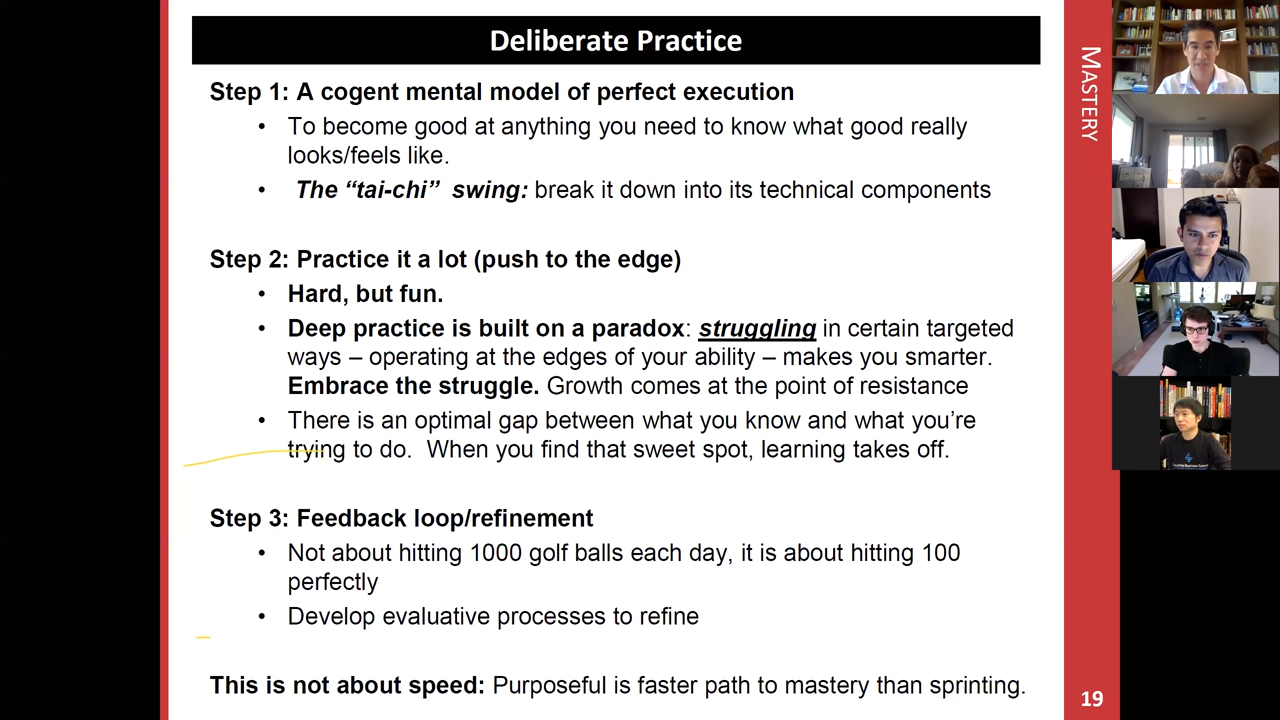 Deliberate Practice
Step 1: A cogent mental model of perfect execution
• To become good at anything you need to know what good really
looks/feels like.
• The “tai-chi” swing: break it down into its technical components
Step 2: Practice it a lot (push to the edge)
• Hard, but fun.
• Deep practice is built on a paradox: struggling in certain targeted
ways – operating at the edges of your ability – makes you smarter.
Embrace the struggle. Growth comes at the point of resistance
• There is an optimal gap between what you know and what you’re
trying to do. When you find that sweet spot, learning takes off.
Step 3: Feedback loop/refinement
• Not about hitting 1000 golf balls each day, it is about hitting 100
perfectly
• Develop evaluative processes to refine
This is not about speed: Purposeful is faster path to mastery than sprinting.
MASTERY
19